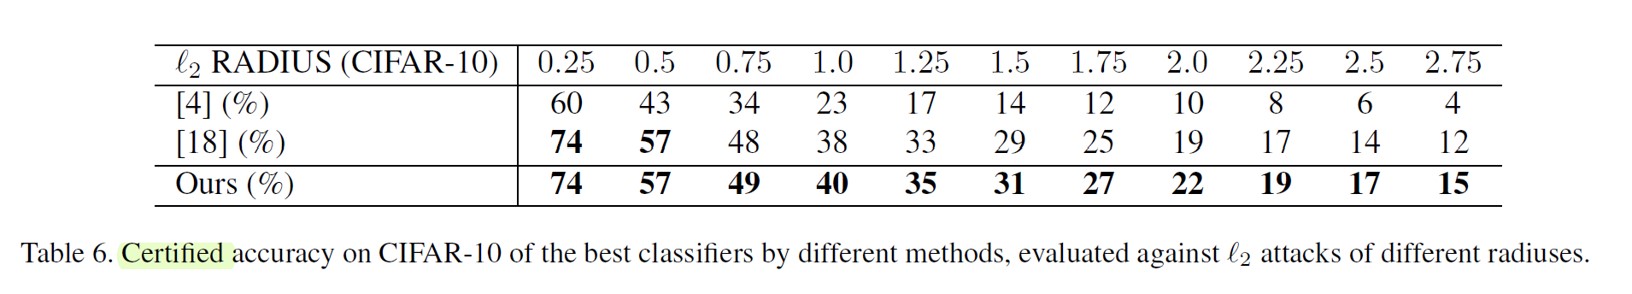 ℓ2 RADIUS (CIFAR-10) 0.25 0.5 0.75 1.0 1.25 1.5 1.75 2.0 2.25 2.5 2.75
[4] (%) 60 43 34 23 17 14 12 10 8 6 4
[18] (%) 74 57 48 38 33 29 25 19 17 14 12
Ours (%) 74 57 49 40 35 31 27 22 19 17 15
Table 6. Certified accuracy on CIFAR-10 of the best classifiers by different methods, evaluated against ℓ2 attacks of different radiuses.